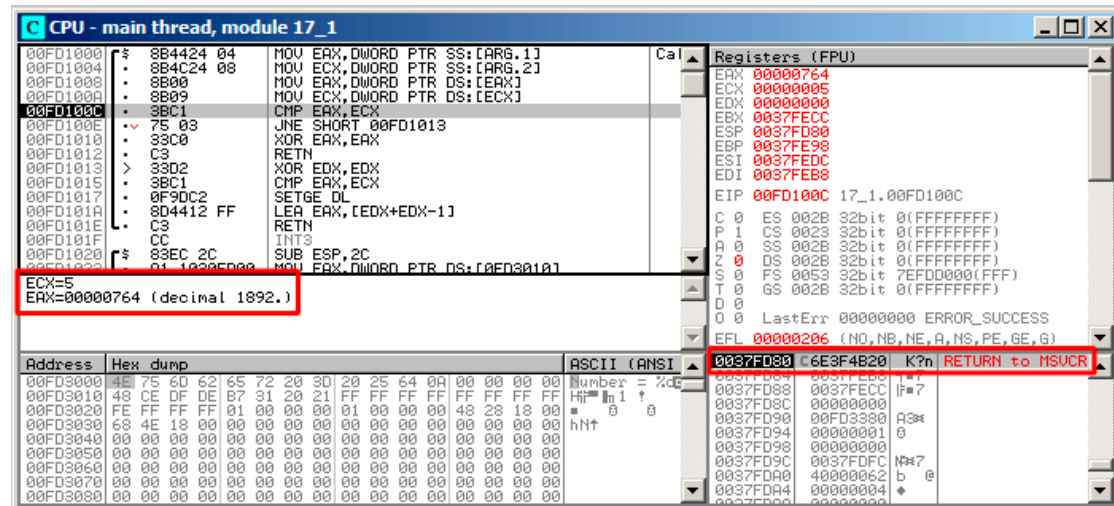 C CPU - main thread, module 17_1
00FD1000 $ 8B4424 04 MOV EAX,DWORD PTR SS:[ARG.1] Cal
00FD1004 . 8B4C24 08 MOV ECX,DWORD PTR SS:[ARG.2]
00FD1008 . 8B00 MOV EAX,DWORD PTR DS:[EAX]
00FD100A . 8B09 MOV ECX,DWORD PTR DS:[ECX]
00FD100C . 3BC1 CMP EAX,ECX
00FD100E . 75 03 JNE SHORT 00FD1013
00FD1010 . 33C0 XOR EAX,EAX
00FD1012 . C3 RETN
00FD1013 > 33D2 XOR EDX,EDX
00FD1015 . 3BC1 CMP EAX,ECX
00FD1017 . 0F9DC2 SETGE DL
00FD101A . 8D4412 FF LEA EAX,[EDX+EDX-1]
00FD101E . C3 RETN
00FD101F CC INT3
00FD1020 $ 83EC 2C SUB ESP,2C
MOV EAX,DWORD PTR DS:[0FD3010]
ECX=5
EAX=00000764 (decimal 1892.)
Registers (FPU)
EAX 00000764
ECX 00000005
EDX 00000000
EBX 0037FECC
ESP 0037FD80
EBP 0037FE98
ESI 0037FEDC
EDI 0037FEB8
EIP 00FD100C 17_1.00FD100C
C 0 ES 002B 32bit 0(FFFFFFFF)
P 1 CS 0023 32bit 0(FFFFFFFF)
A 0 SS 002B 32bit 0(FFFFFFFF)
Z 0 DS 002B 32bit 0(FFFFFFFF)
S 0 FS 0053 32bit 7EFDD000(FFF)
T 0 GS 002B 32bit 0(FFFFFFFF)
D 0
O 0 LastErr 00000000 ERROR_SUCCESS
EFL 00000206 (NO,NB,NE,A,NS,PE,GE,G)
Address Hex dump ASCII (ANSI
00FD3000 4E 75 6D 62 65 72 20 3D 20 25 64 0A 00 00 00 00 Number = %d
00FD3010 48 CE DF DE B7 31 20 21 FF FF FF FF FF FF FF FF
00FD3020 FE FF FF FF 01 00 00 00 01 00 00 00 48 28 18 00
00FD3030 68 4E 18 00 00 00 00 00 00 00 00 00 00 00 00 00 hN↑
00FD3040 00 00 00 00 00 00 00 00 00 00 00 00 00 00 00 00
00FD3050 00 00 00 00 00 00 00 00 00 00 00 00 00 00 00 00
00FD3060 00 00 00 00 00 00 00 00 00 00 00 00 00 00 00 00
00FD3070 00 00 00 00 00 00 00 00 00 00 00 00 00 00 00 00
00FD3080 00 00 00 00 00 00 00 00 00 00 00 00 00 00 00 00
0037FD80 C6E3F4B20 K?n RETURN to MSVCR
0037FD84 0037FEB8
0037FD88 0037FECC
0037FD8C 00000000
0037FD90 00FD3380
0037FD94 00000001
0037FD98 00000000
0037FD9C 0037FDFC
0037FDA0 40000062 b @
0037FDA4 00000004 ♦